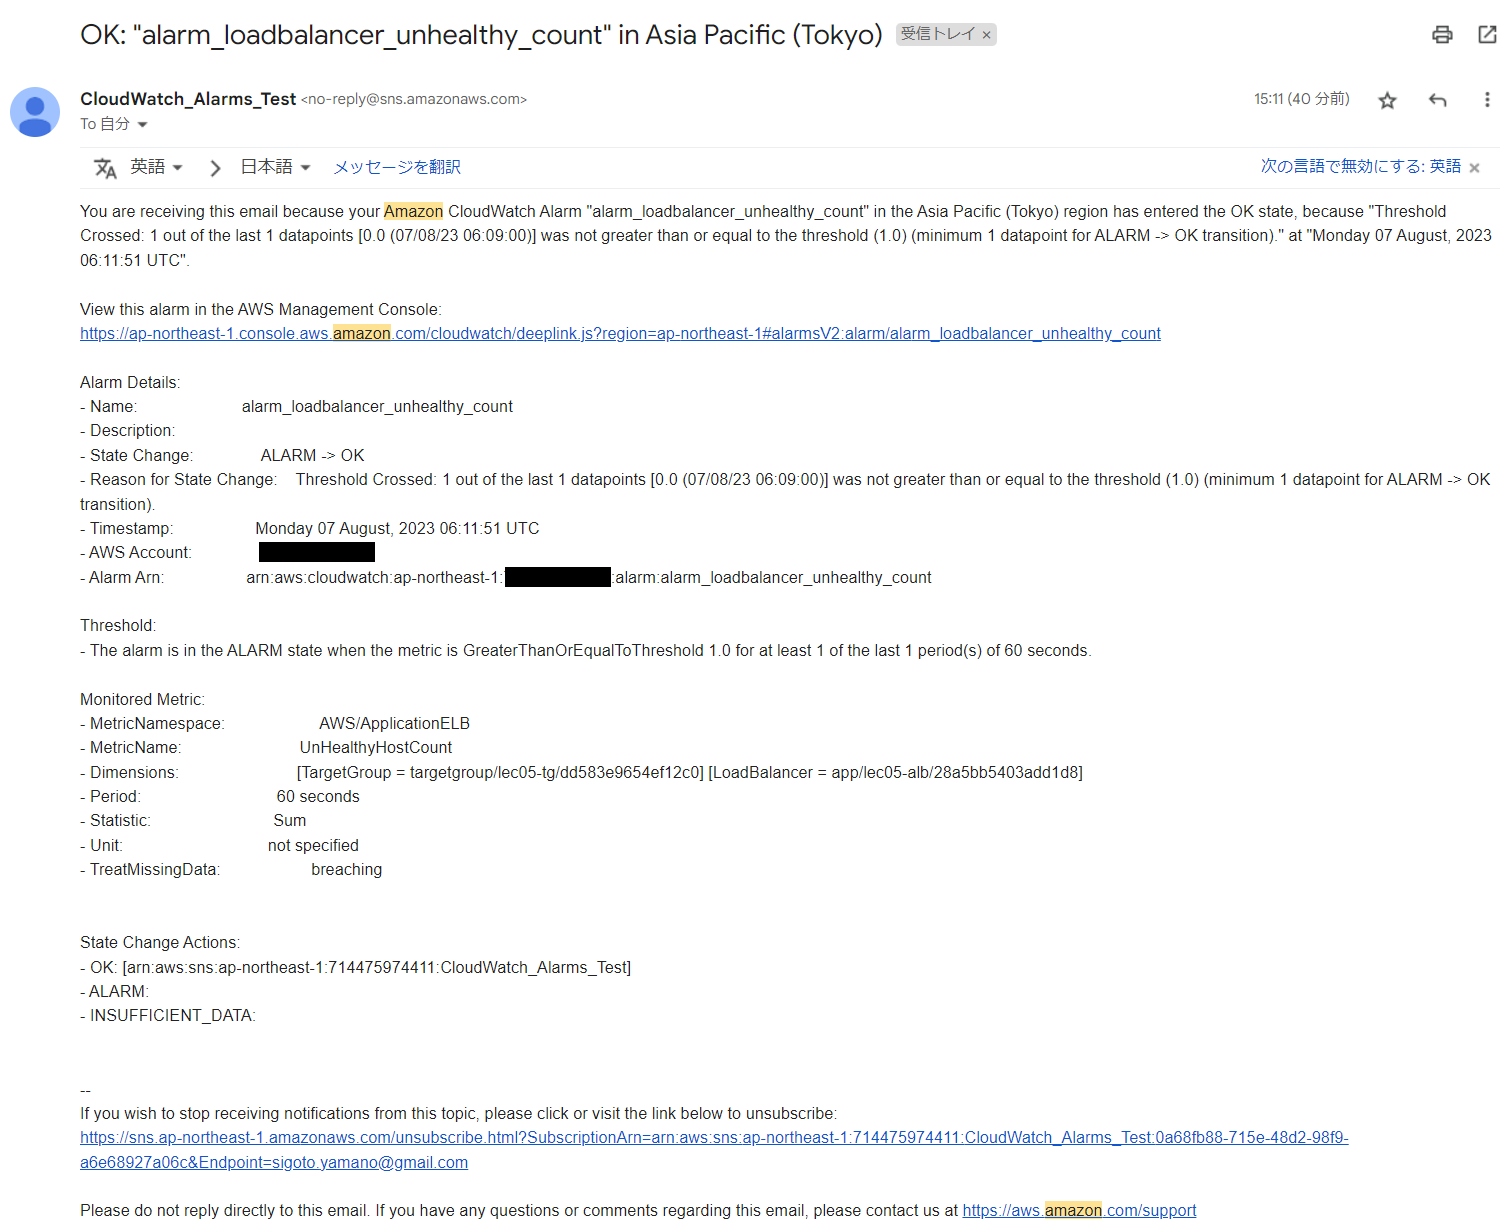 OK: "alarm_loadbalancer_unhealthy_count" in Asia Pacific (Tokyo) 受信トレイ ×
CloudWatch_Alarms_Test <no-reply@sns.amazonaws.com> 15:11 (40 分前)
To 自分
英語 日本語 メッセージを翻訳 次の言語で無効にする: 英語 ×
You are receiving this email because your Amazon CloudWatch Alarm "alarm_loadbalancer_unhealthy_count" in the Asia Pacific (Tokyo) region has entered the OK state, because "Threshold
Crossed: 1 out of the last 1 datapoints [0.0 (07/08/23 06:09:00)] was not greater than or equal to the threshold (1.0) (minimum 1 datapoint for ALARM -> OK transition)." at "Monday 07 August, 2023
06:11:51 UTC".
View this alarm in the AWS Management Console:
https://ap-northeast-1.console.aws.amazon.com/cloudwatch/deeplink.js?region=ap-northeast-1#alarmsV2:alarm/alarm_loadbalancer_unhealthy_count
Alarm Details:
- Name: alarm_loadbalancer_unhealthy_count
- Description:
- State Change: ALARM -> OK
- Reason for State Change: Threshold Crossed: 1 out of the last 1 datapoints [0.0 (07/08/23 06:09:00)] was not greater than or equal to the threshold (1.0) (minimum 1 datapoint for ALARM -> OK
transition).
- Timestamp: Monday 07 August, 2023 06:11:51 UTC
- AWS Account:
- Alarm Arn: arn:aws:cloudwatch:ap-northeast-1: :alarm:alarm_loadbalancer_unhealthy_count
Threshold:
- The alarm is in the ALARM state when the metric is GreaterThanOrEqualToThreshold 1.0 for at least 1 of the last 1 period(s) of 60 seconds.
Monitored Metric:
- MetricNamespace: AWS/ApplicationELB
- MetricName: UnHealthyHostCount
- Dimensions: [TargetGroup = targetgroup/lec05-tg/dd583e9654ef12c0] [LoadBalancer = app/lec05-alb/28a5bb5403add1d8]
- Period: 60 seconds
- Statistic: Sum
- Unit: not specified
- TreatMissingData: breaching
State Change Actions:
- OK: [arn:aws:sns:ap-northeast-1:714475974411:CloudWatch_Alarms_Test]
- ALARM:
- INSUFFICIENT_DATA:
--
If you wish to stop receiving notifications from this topic, please click or visit the link below to unsubscribe:
https://sns.ap-northeast-1.amazonaws.com/unsubscribe.html?SubscriptionArn=arn:aws:sns:ap-northeast-1:714475974411:CloudWatch_Alarms_Test:0a68fb88-715e-48d2-98f9-
a6e68927a06c&Endpoint=sigoto.yamano@gmail.com
Please do not reply directly to this email. If you have any questions or comments regarding this email, please contact us at https://aws.amazon.com/support